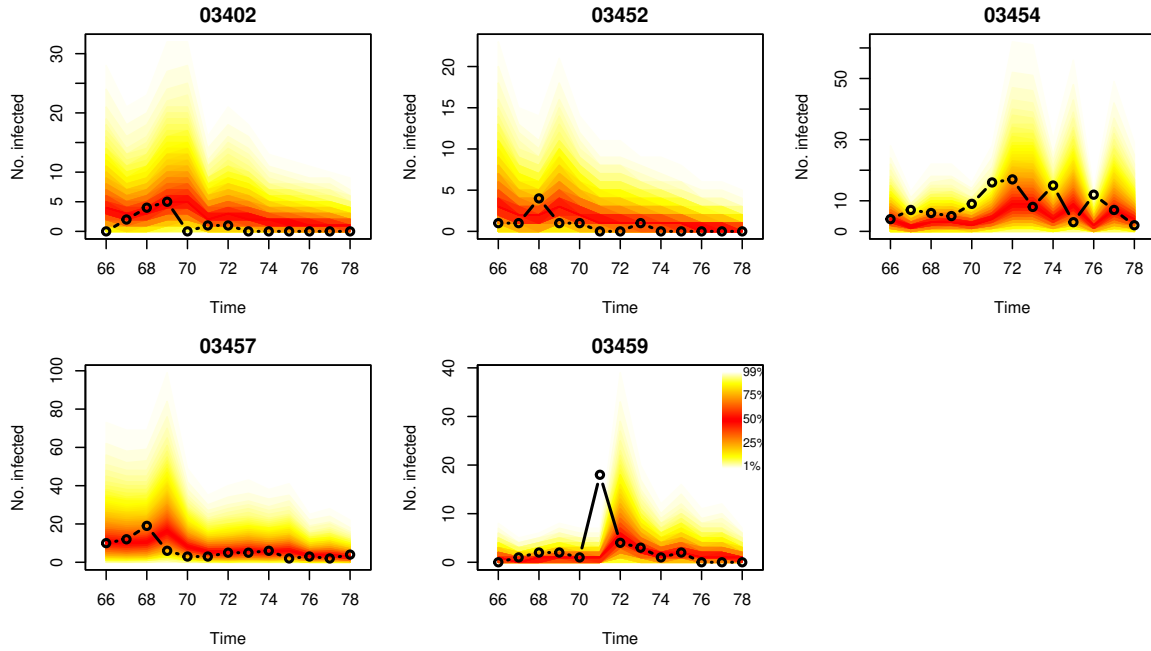 03402
No. infected
0 5 10 20 30
66 68 70 72 74 76 78
Time
03452
No. infected
0 5 10 15 20
66 68 70 72 74 76 78
Time
03454
No. infected
0 10 30 50
66 68 70 72 74 76 78
Time
03457
No. infected
0 20 40 60 80 100
66 68 70 72 74 76 78
Time
03459
No. infected
0 10 20 30 40
66 68 70 72 74 76 78
Time
99%
75%
50%
25%
1%